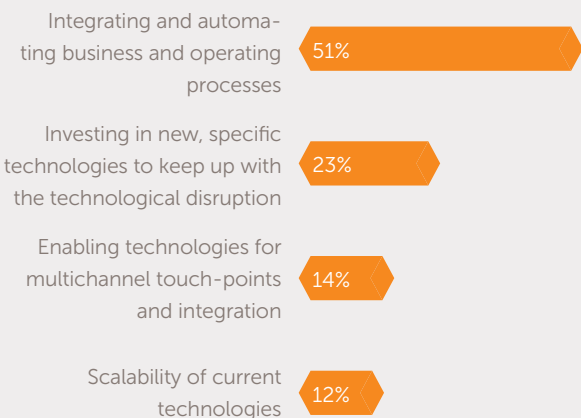 Integrating and automa-
ting business and operating
processes
51%
Investing in new, specific
technologies to keep up with
the technological disruption
23%
Enabling technologies for
multichannel touch-points
and integration
14%
Scalability of current
technologies
12%